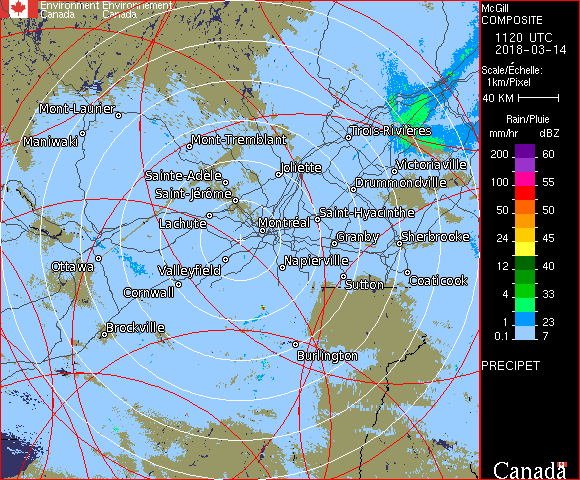 Environment Environnement
Canada Canada
McGill
COMPOSITE
1120 UTC
2018-03-14
Scale/Échelle:
1km/Pixel
40 KM
Rain/Pluie
mm/hr dBZ
200 60
100 55
50 50
24 45
12 40
4 33
1 23
0.1 7
PRECIPET
Canada
Mont-Laurier
Maniwaki
Mont-Tremblant
Trois-Rivières
Sainte-Adele
Joliette
Victoriaville
Saint-Jérôme
Drummondville
Lachute
Montréal
Saint-Hyacinthe
Granby
Sherbrooke
Ottawa
Valleyfield
Napierville
Cornwall
Sutton
Coaticook
Brockville
Burlington